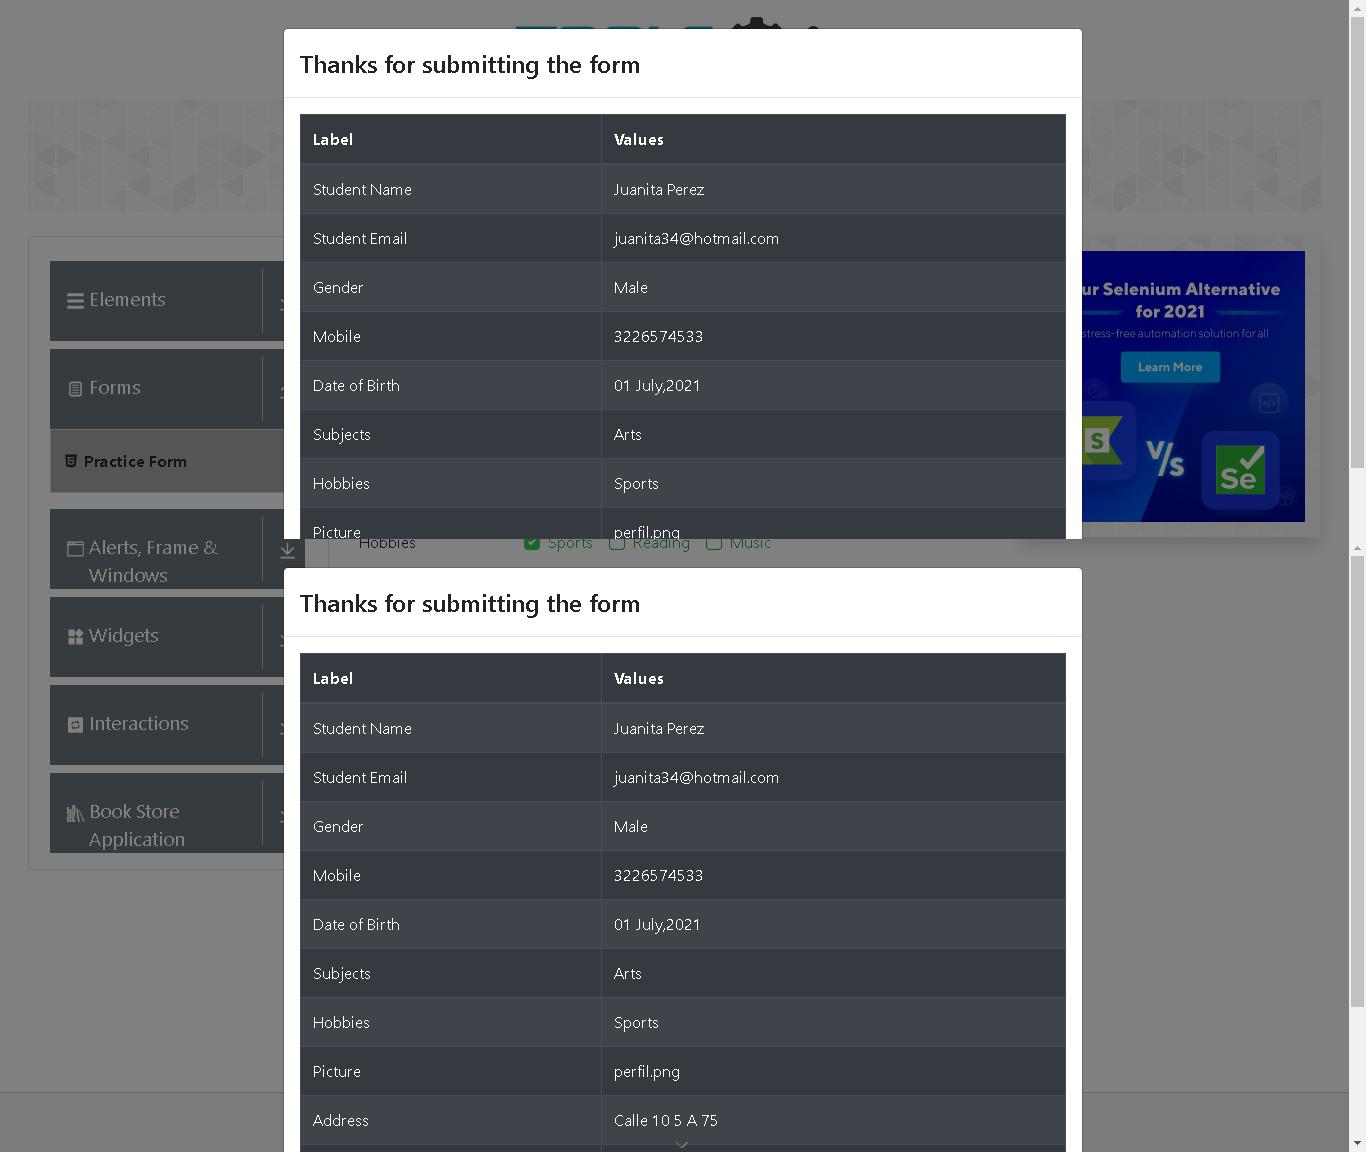 Thanks for submitting the form
Label Values
Student Name Juanita Perez
Student Email juanita34@hotmail.com
Gender Male
Mobile 3226574533
Date of Birth 01 July,2021
Subjects Arts
Hobbies Sports
Picture perfil.png
Elements
Forms
Practice Form
Alerts, Frame &
Windows
Widgets
Interactions
Book Store
Application
ur Selenium Alternative
for 2021
stress-free automation solution for all
Learn More
S
V/s
Se
Hobbies Sports Reading Music
Thanks for submitting the form
Label Values
Student Name Juanita Perez
Student Email juanita34@hotmail.com
Gender Male
Mobile 3226574533
Date of Birth 01 July,2021
Subjects Arts
Hobbies Sports
Picture perfil.png
Address Calle 10 5 A 75